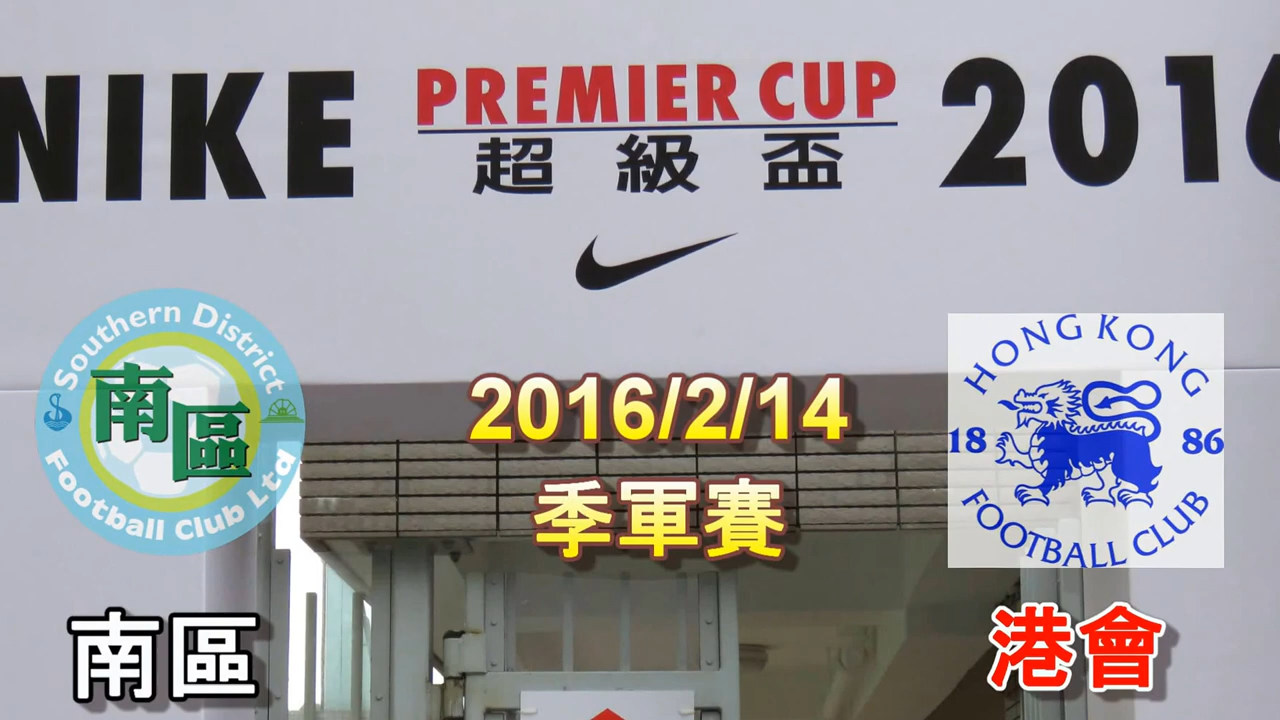 NIKE PREMIER CUP 2016
超級盃
Southern District
南區
Football Club Ltd
2016/2/14
季軍賽
HONG KONG
18 86
FOOTBALL CLUB
南區
港會